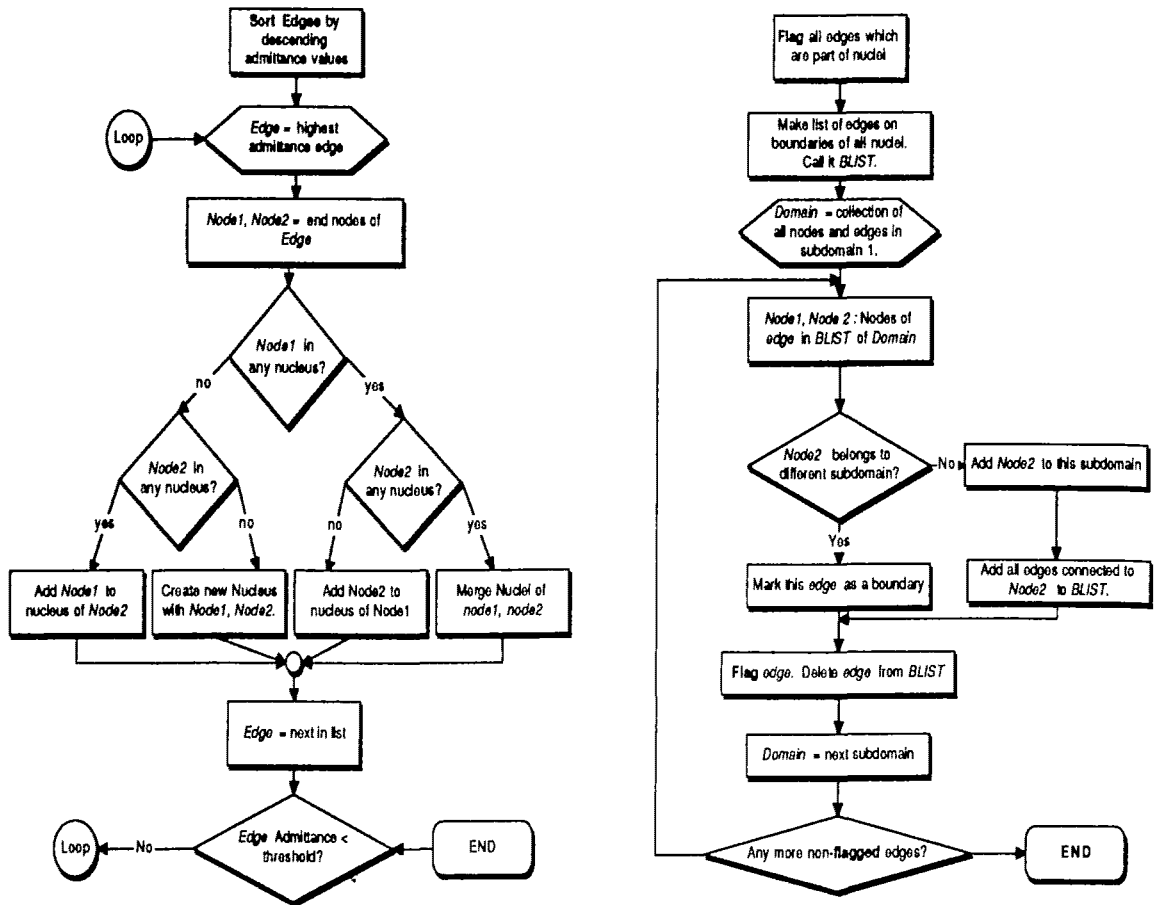 Sort Edges by
descending
admittance values
Loop
Edge = highest
admittance edge
Node1, Node2 = end nodes of
Edge
Node1 in
any nucleus?
no
yes
Node2 in
any nucleus?
Node2 in
any nucleus?
yes
no
no
yes
Add Node1 to
nucleus of Node2
Create new Nucleus
with Node1, Node2.
Add Node2 to
nucleus of Node1
Merge Nuclei of
node1, node2
Edge = next in list
Edge Admittance <
threshold?
No
Loop
END
Flag all edges which
are part of nuclei
Make list of edges on
boundaries of all nuclei.
Call it BLIST.
Domain = collection of
all nodes and edges in
subdomain 1.
Node1, Node 2 : Nodes of
edge in BLIST of Domain
Node2 belongs to
different subdomain?
No
Add Node2 to this subdomain
Yes
Mark this edge as a boundary
Add all edges connected to
Node2 to BLIST.
Flag edge. Delete edge from BLIST
Domain = next subdomain
Any more non-flagged edges?
END